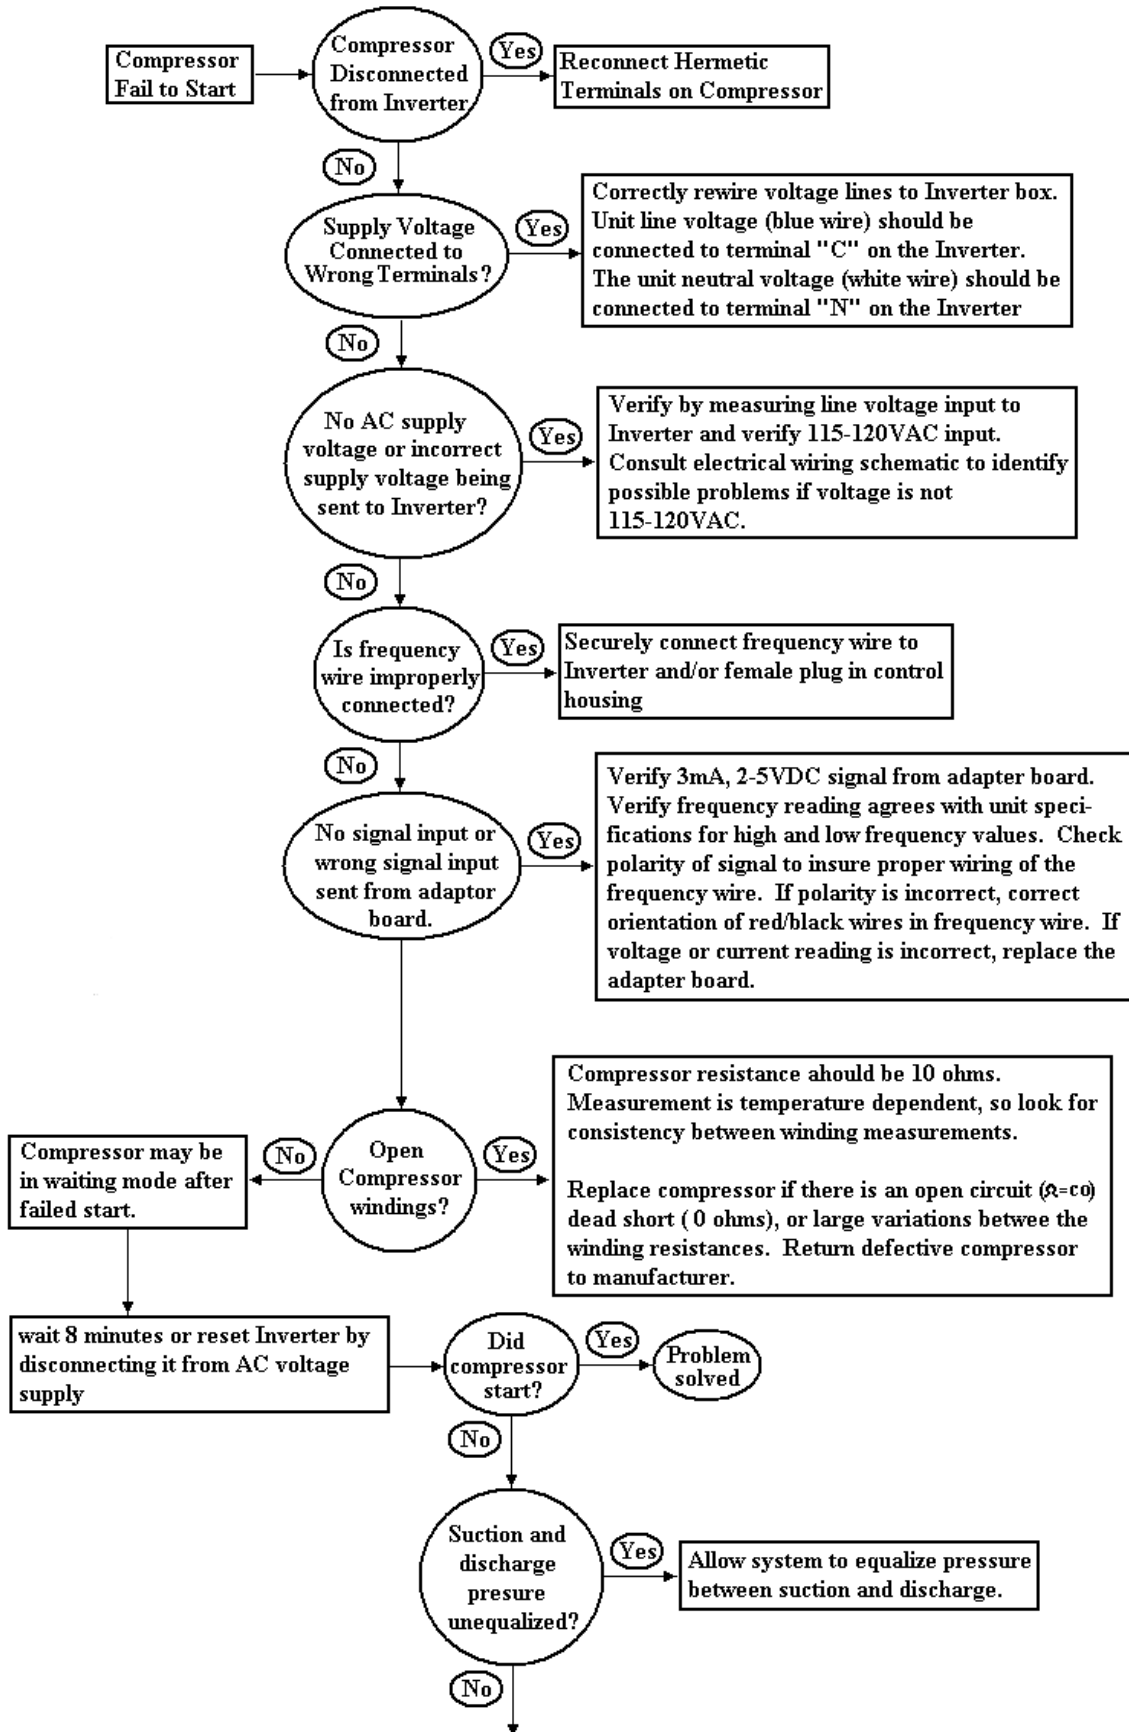 Compressor
Fail to Start
Compressor
Disconnected
from Inverter
Yes
Reconnect Hermetic
Terminals on Compressor
No
Supply Voltage
Connected to
Wrong Terminals?
Yes
Correctly rewire voltage lines to Inverter box.
Unit line voltage (blue wire) should be
connected to terminal "C" on the Inverter.
The unit neutral voltage (white wire) should be
connected to terminal "N" on the Inverter
No
No AC supply
voltage or incorrect
supply voltage being
sent to Inverter?
Yes
Verify by measuring line voltage input to
Inverter and verify 115-120VAC input.
Consult electrical wiring schematic to identify
possible problems if voltage is not
115-120VAC.
No
Is frequency
wire improperly
connected?
Yes
Securely connect frequency wire to
Inverter and/or female plug in control
housing
No
No signal input or
wrong signal input
sent from adaptor
board.
Yes
Verify 3mA, 2-5VDC signal from adapter board.
Verify frequency reading agrees with unit speci-
fications for high and low frequency values. Check
polarity of signal to insure proper wiring of the
frequency wire. If polarity is incorrect, correct
orientation of red/black wires in frequency wire. If
voltage or current reading is incorrect, replace the
adapter board.
Open
Compressor
windings?
Yes
Compressor resistance ahould be 10 ohms.
Measurement is temperature dependent, so look for
consistency between winding measurements.
Replace compressor if there is an open circuit (Ω=co)
dead short ( 0 ohms), or large variations betwee the
winding resistances. Return defective compressor
to manufacturer.
No
Compressor may be
in waiting mode after
failed start.
wait 8 minutes or reset Inverter by
disconnecting it from AC voltage
supply
Did
compressor
start?
Yes
Problem
solved
No
Suction and
discharge
presure
unequalized?
Yes
Allow system to equalize pressure
between suction and discharge.
No